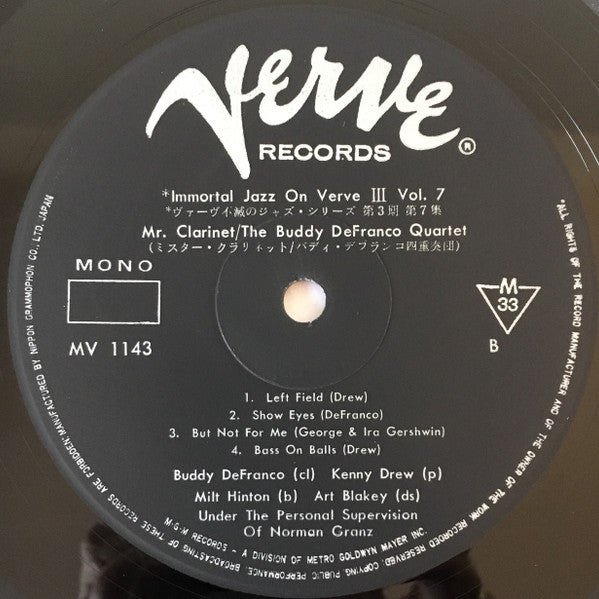 Verve
RECORDS ®
*Immortal Jazz On Verve III Vol. 7
*ヴァーヴ不滅のジャズ・シリーズ 第3期 第7集
Mr. Clarinet/The Buddy DeFranco Quartet
(ミスター・クラリネット/バディ・デフランコ四重奏団)
MONO
MV 1143
M
33
B
1. Left Field (Drew)
2. Show Eyes (DeFranco)
3. But Not For Me (George & Ira Gershwin)
4. Bass On Balls (Drew)
Buddy DeFranco (cl) Kenny Drew (p)
Milt Hinton (b) Art Blakey (ds)
Under The Personal Supervision
Of Norman Granz
M·G·M RECORDS - A DIVISION OF METRO GOLDWYN MAYER INC.
*ALL RIGHTS OF THE RECORD MANUFACTURER AND OF THE OWNER OF THE WORK RESERVED. COPYING, PUBLIC PERFORMANCE, BROADCASTING OF THESE RECORDS ARE FORBIDDEN: MANUFACTURED BY NIPPON GRAMMOPHON CO., LTD. JAPAN